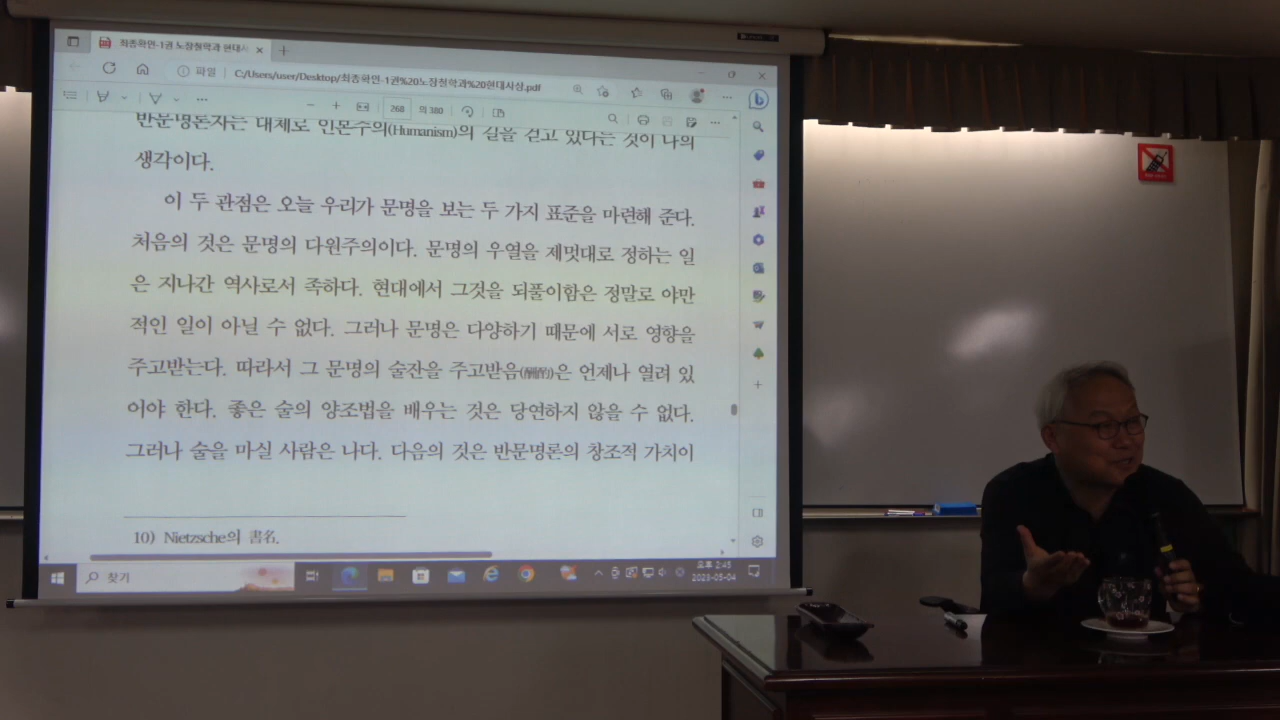 최종확인-1권 노장철학과 현대사
파일 C:/Users/user/Desktop/최종확인-1권%20노장철학과%20현대사상.pdf
268 의 380
반문명론자는 대체로 인본주의(Humanism)의 길을 걷고 있다는 것이 나의
생각이다.
이 두 관점은 오늘 우리가 문명을 보는 두 가지 표준을 마련해 준다.
처음의 것은 문명의 다원주의이다. 문명의 우열을 제멋대로 정하는 일
은 지나간 역사로서 족하다. 현대에서 그것을 되풀이함은 정말로 야만
적인 일이 아닐 수 없다. 그러나 문명은 다양하기 때문에 서로 영향을
주고받는다. 따라서 그 문명의 술잔을 주고받음(酬酌)은 언제나 열려 있
어야 한다. 좋은 술의 양조법을 배우는 것은 당연하지 않을 수 없다.
그러나 술을 마실 사람은 나다. 다음의 것은 반문명론의 창조적 가치이
10) Nietzsche의 書名.
찾기
오후 2:45
2023-05-04